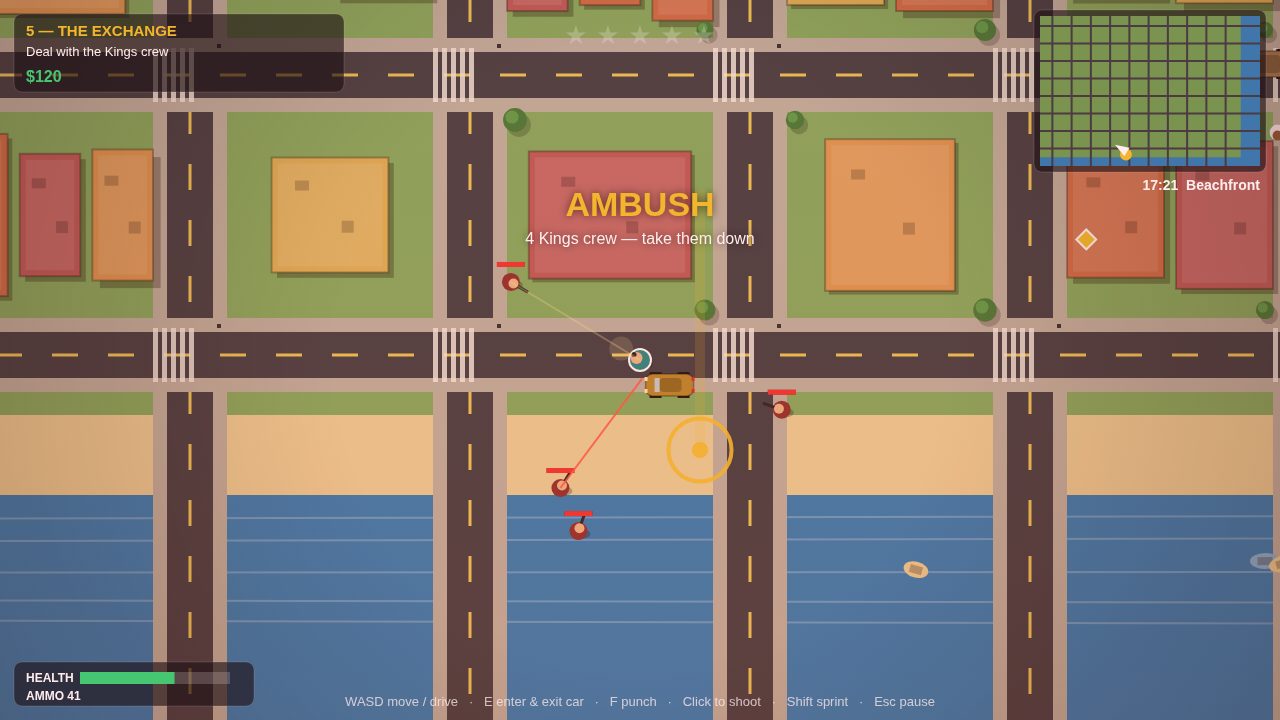 5 — THE EXCHANGE
Deal with the Kings crew
$120
★ ★ ★ ★ ★
17:21 Beachfront
AMBUSH
4 Kings crew — take them down
HEALTH
AMMO 41
WASD move / drive · E enter & exit car · F punch · Click to shoot · Shift sprint · Esc pause